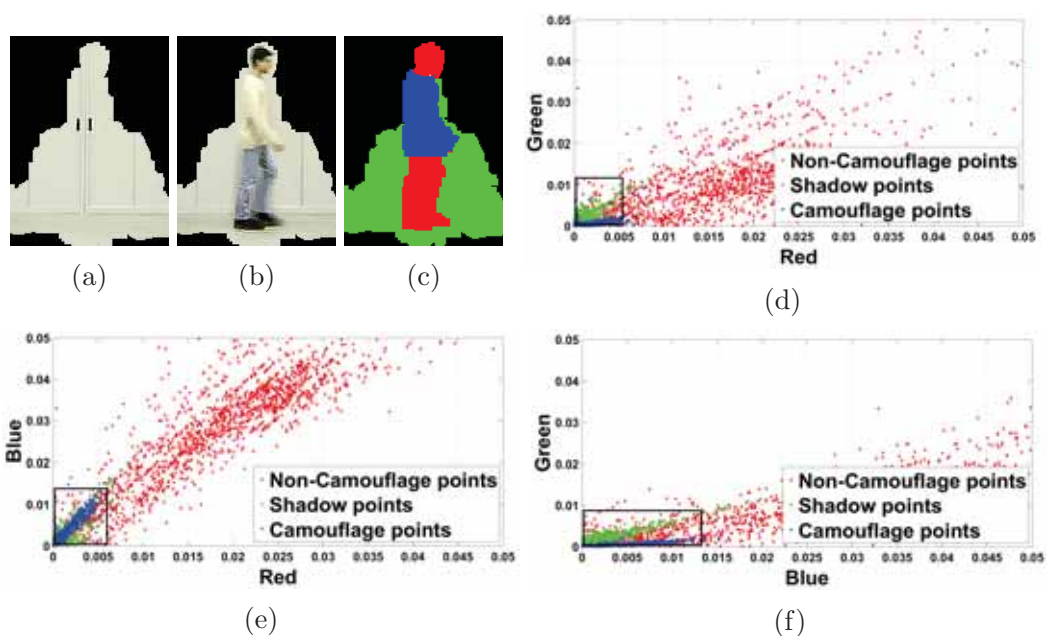 (a)
(b)
(c)
Green
0.05
0.04
0.03
0.02
0.01
0
Non-Camouflage points
Shadow points
Camouflage points
0 0.005 0.01 0.015 0.02 0.025 0.03 0.035 0.04 0.045 0.05
Red
(d)
Blue
0.05
0.04
0.03
0.02
0.01
0
Non-Camouflage points
Shadow points
Camouflage points
0 0.005 0.01 0.015 0.02 0.025 0.03 0.035 0.04 0.045 0.05
Red
(e)
Green
0.05
0.04
0.03
0.02
0.01
0
Non-Camouflage points
Shadow points
Camouflage points
0 0.005 0.01 0.015 0.02 0.025 0.03 0.035 0.04 0.045 0.05
Blue
(f)